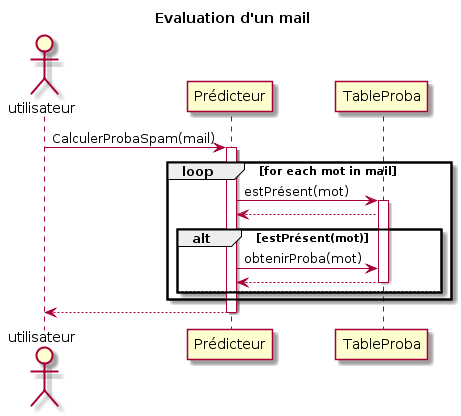 Evaluation d'un mail
utilisateur
Prédicteur
TableProba
CalculerProbaSpam(mail)
loop
[for each mot in mail]
estPrésent(mot)
alt
[estPrésent(mot)]
obtenirProba(mot)
utilisateur
Prédicteur
TableProba